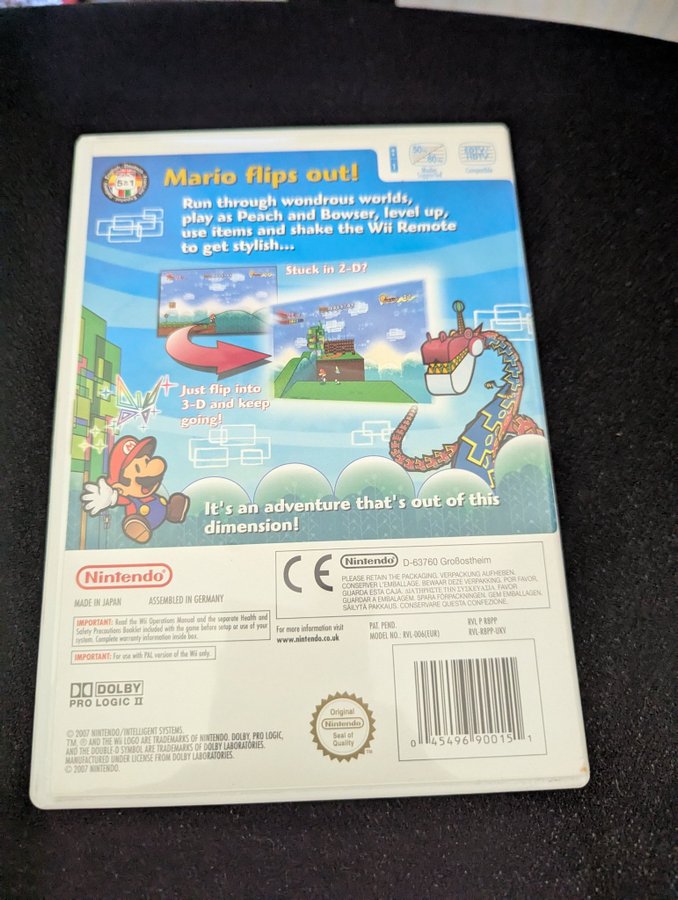 5 in 1
Mario flips out!
50Hz
60Hz
Modes
Supported
EDTV
HDTV
Compatible
Run through wondrous worlds,
play as Peach and Bowser, level up,
use items and shake the Wii Remote
to get stylish...
Stuck in 2-D?
Just flip into
3-D and keep
going!
It's an adventure that's out of this
dimension!
Nintendo®
MADE IN JAPAN
ASSEMBLED IN GERMANY
IMPORTANT: Read the Wii Operations Manual and the separate Health and
Safety Precautions Booklet included with the game before setup or use of your
system. Complete warranty information inside box.
IMPORTANT: For use with PAL version of the Wii only.
CE
Nintendo® D-63760 Großostheim
PLEASE RETAIN THE PACKAGING. VERPACKUNG AUFHEBEN.
CONSERVER L'EMBALLAGE. BEWAAR DEZE VERPAKKING. POR FAVOR,
GUARDA ESTA CAJA. ΔΙΑΤΗΡΗΣΤΕ ΤΗΝ ΣΥΣΚΕΥΑΣΙΑ. FAVOR
GUARDAR A EMBALAGEM. SPARA FÖRPACKNINGEN. GEM EMBALLAGEN.
SÄILYTÄ PAKKAUS. CONSERVARE QUESTA CONFEZIONE.
For more information visit
www.nintendo.co.uk
PAT. PEND.
MODEL NO.: RVL-006(EUR)
RVL P RBPP
RVL-RBPP-UKV
DOLBY
PRO LOGIC II
© 2007 NINTENDO/INTELLIGENT SYSTEMS.
TM, ® AND THE Wii LOGO ARE TRADEMARKS OF NINTENDO. DOLBY, PRO LOGIC,
AND THE DOUBLE-D SYMBOL ARE TRADEMARKS OF DOLBY LABORATORIES.
MANUFACTURED UNDER LICENSE FROM DOLBY LABORATORIES.
© 2007 NINTENDO.
Original
Nintendo®
Seal of
Quality
TM
0 45496 90015 1